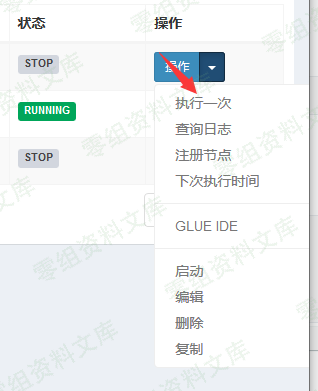 状态 操作
STOP 操作
执行一次
RUNNING
查询日志
注册节点
STOP
下次执行时间
GLUE IDE
启动
编辑
删除
复制
零组资料文库